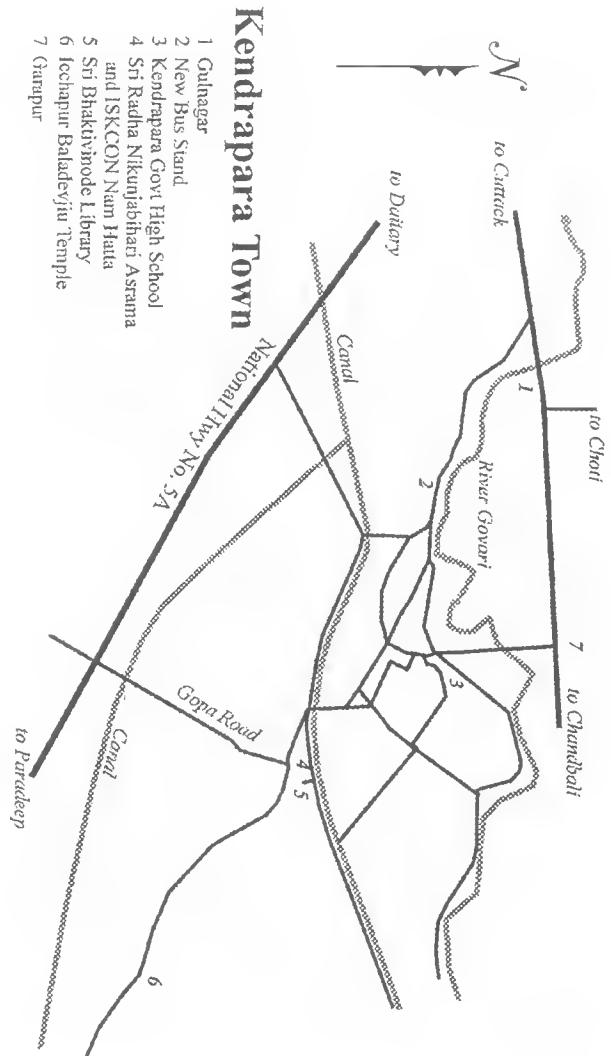 Kendrapara Town
1 Gulnagar
2 New Bus Stand
3 Kendrapara Govt High School
4 Sri Radha Nikunjabihari Asrama
and ISKCON Nam Hatta
5 Sri Bhaktivinode Library
6 Icchapur Baladevjiu Temple
7 Garapur
N
to Cuttack
to Daitary
to Choti
to Chandbali
to Paradeep
River Govari
Canal
National Hwy No. 5A
Gopa Road
Canal
1
2
3
4
5
6
7